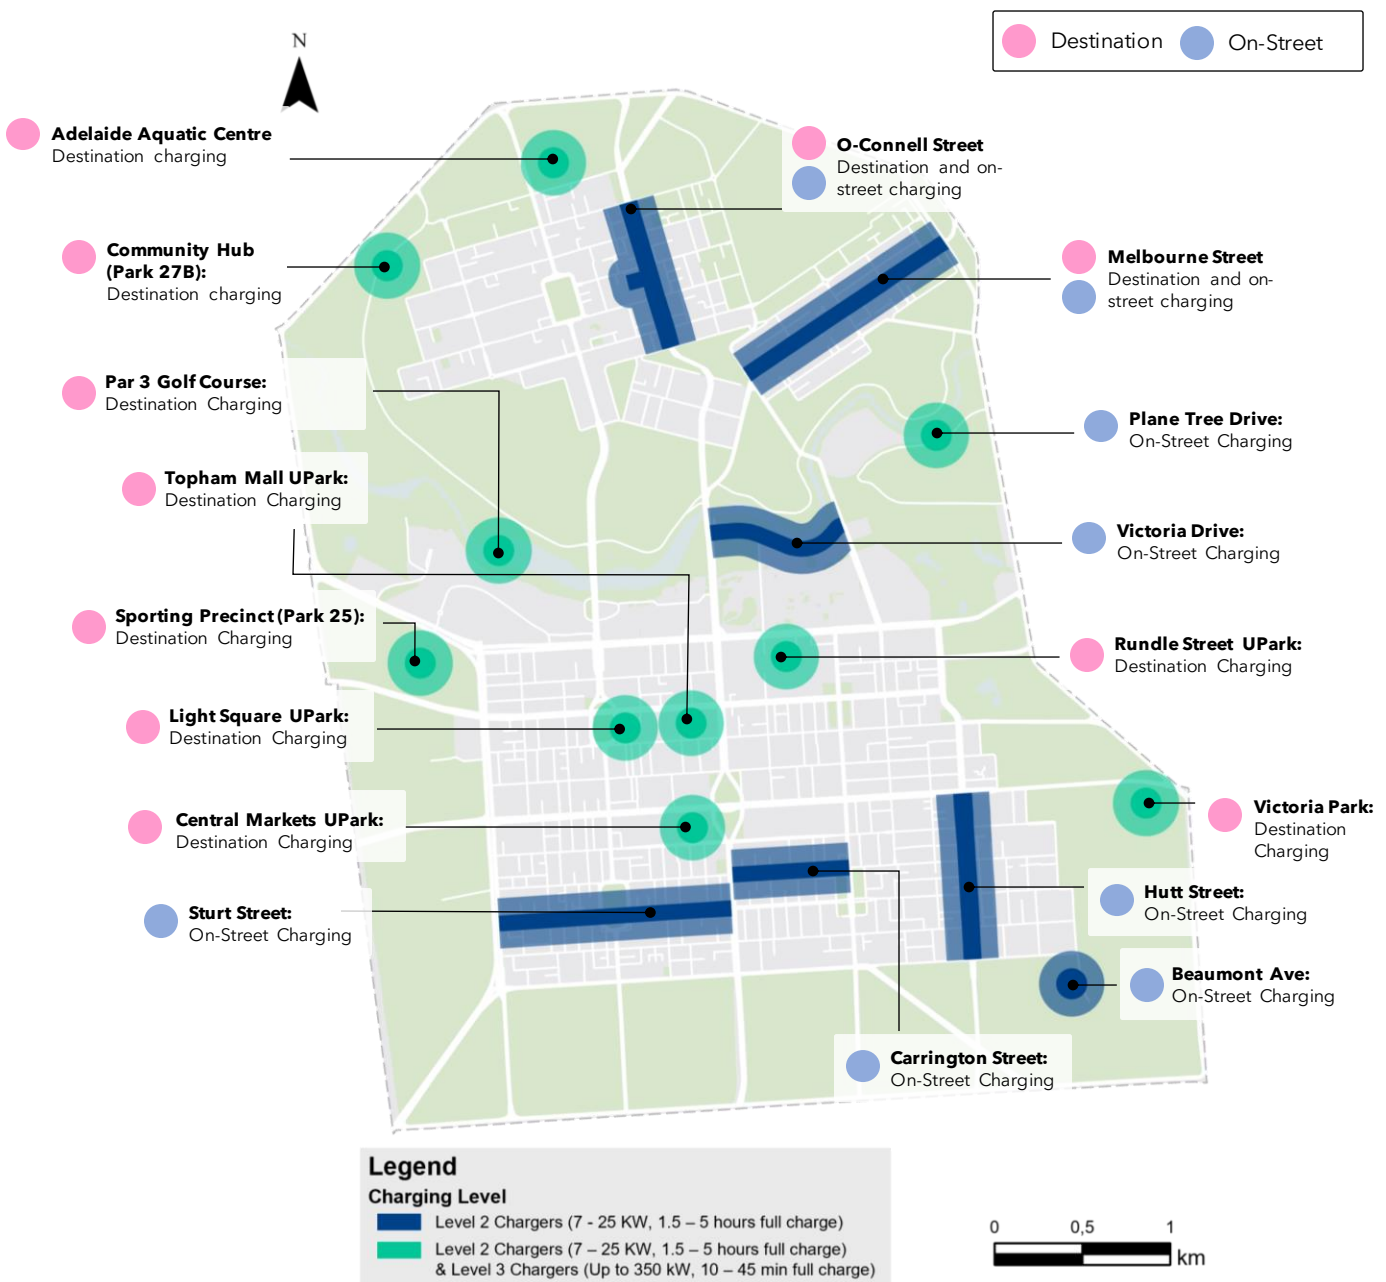 N
Destination
On-Street
Adelaide Aquatic Centre
Destination charging
O-Connell Street
Destination and on-
street charging
Community Hub
(Park 27B):
Destination charging
Melbourne Street
Destination and on-
street charging
Par 3 Golf Course:
Destination Charging
Plane Tree Drive:
On-Street Charging
Topham Mall UPark:
Destination Charging
Victoria Drive:
On-Street Charging
Sporting Precinct (Park 25):
Destination Charging
Rundle Street UPark:
Destination Charging
Light Square UPark:
Destination Charging
Central Markets UPark:
Destination Charging
Victoria Park:
Destination
Charging
Sturt Street:
On-Street Charging
Hutt Street:
On-Street Charging
Beaumont Ave:
On-Street Charging
Carrington Street:
On-Street Charging
Legend
Charging Level
Level 2 Chargers (7 - 25 KW, 1.5 – 5 hours full charge)
Level 2 Chargers (7 – 25 KW, 1.5 – 5 hours full charge)
& Level 3 Chargers (Up to 350 kW, 10 – 45 min full charge)
0 0,5 1
km